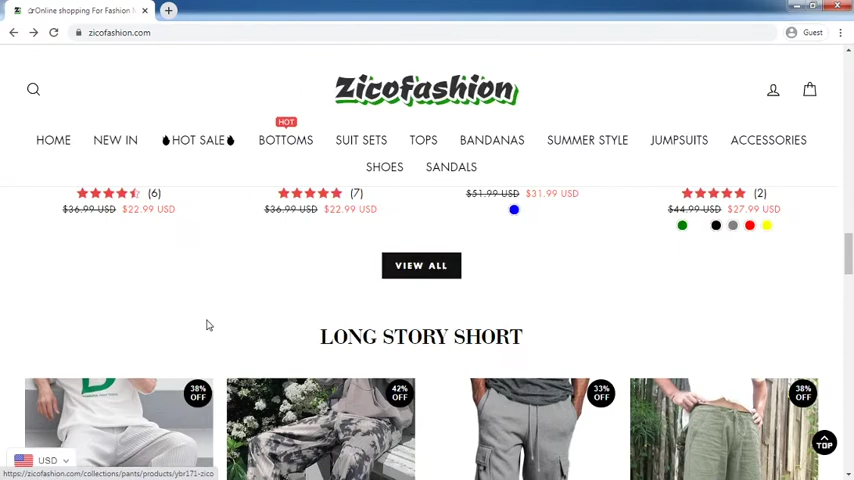 Online shopping For Fashion
zicofashion.com
Guest
Zicofashion
HOME NEW IN HOT SALE HOT BOTTOMS SUIT SETS TOPS BANDANAS SUMMER STYLE JUMPSUITS ACCESSORIES
SHOES SANDALS
(6) (7) $51.99 USD $31.99 USD (2)
$36.99 USD $22.99 USD $36.99 USD $22.99 USD $44.99 USD $27.99 USD
VIEW ALL
LONG STORY SHORT
38% OFF 42% OFF 33% OFF 38% OFF
TOP
USD
https://zicofashion.com/collections/pants/products/ybr171-zico